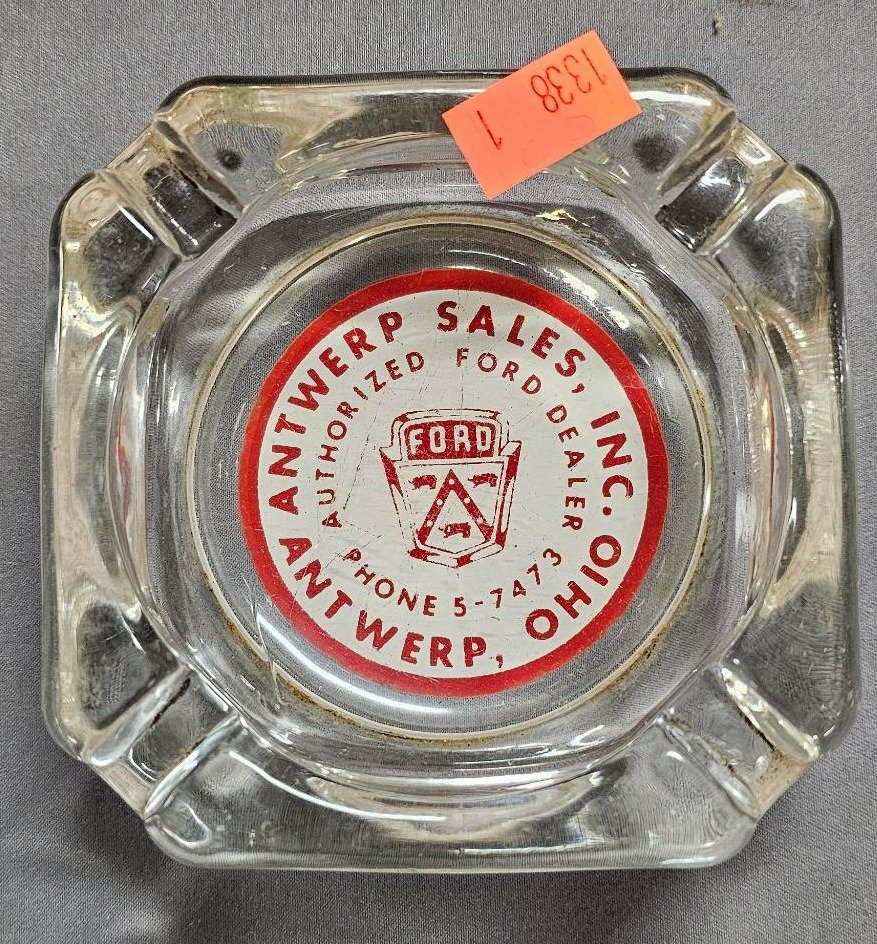 1338
1
ANTWERP SALES, INC.
AUTHORIZED FORD DEALER
FORD
PHONE 5-7473
ANTWERP, OHIO